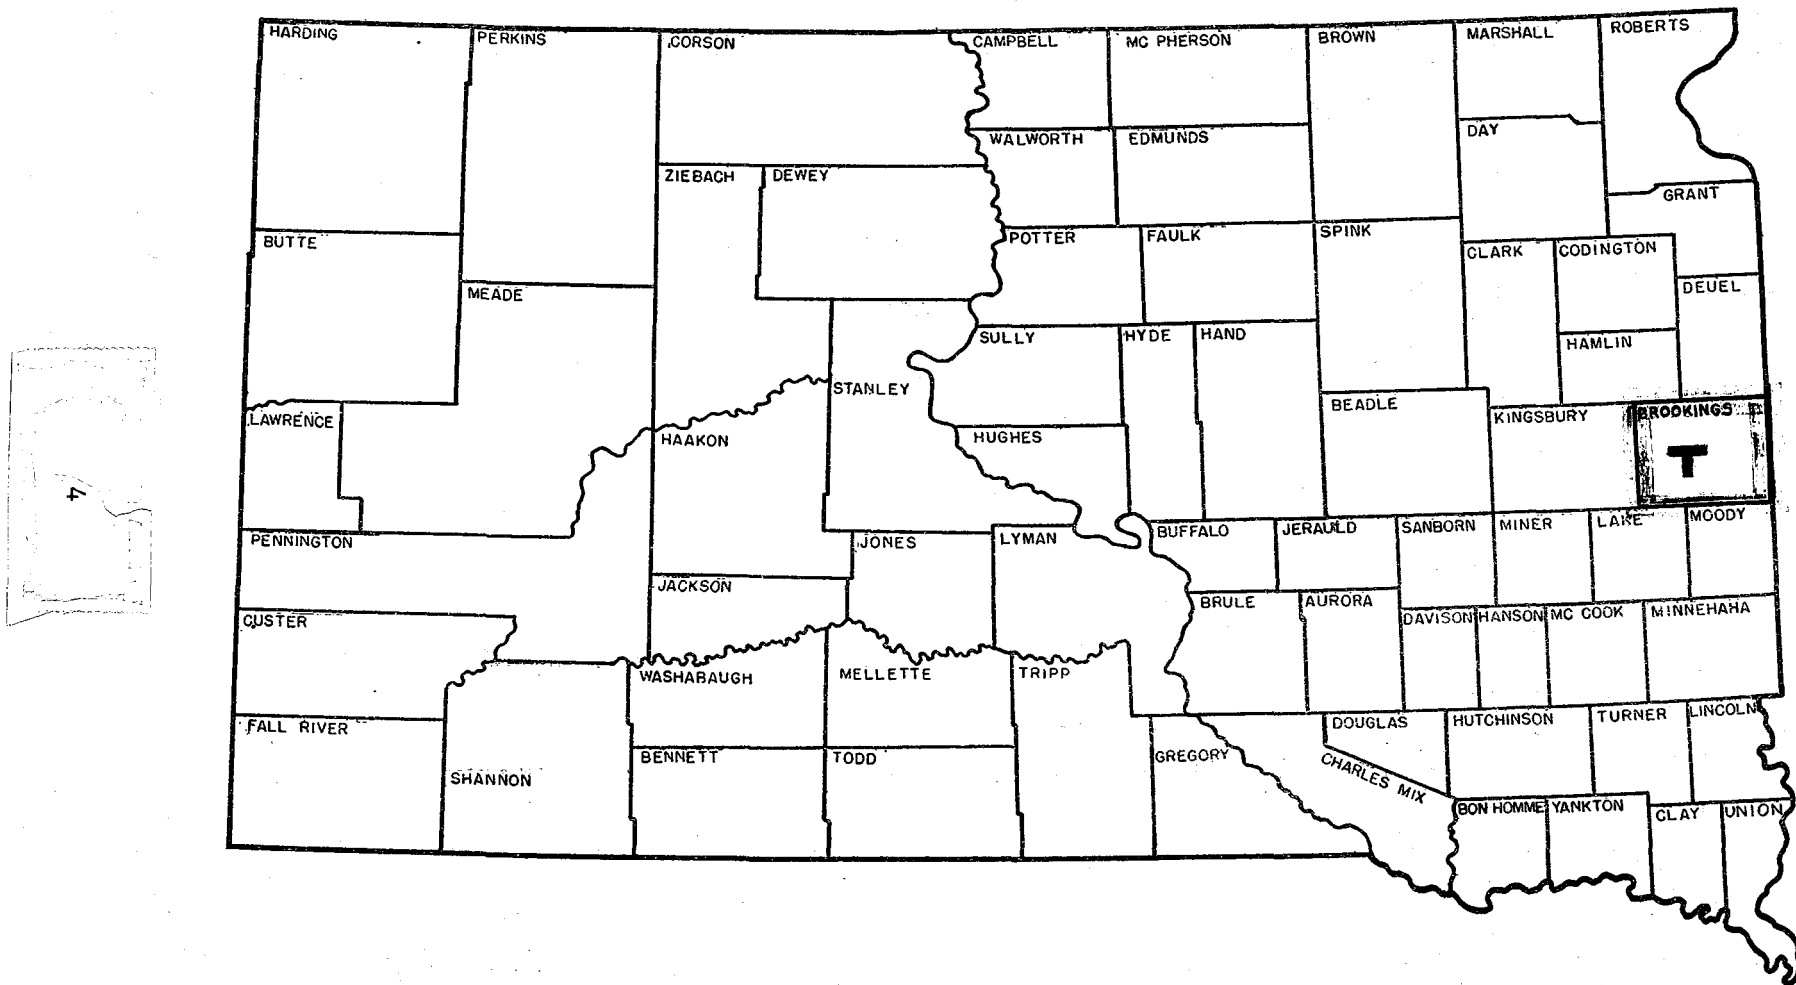 HARDING
PERKINS
CORSON
CAMPBELL
MC PHERSON
BROWN
MARSHALL
ROBERTS
WALWORTH
EDMUNDS
DAY
ZIEBACH
DEWEY
GRANT
BUTTE
POTTER
FAULK
SPINK
CLARK
CODINGTON
MEADE
DEUEL
SULLY
HYDE
HAND
HAMLIN
STANLEY
LAWRENCE
BEADLE
KINGSBURY
BROOKINGS
T
HAAKON
HUGHES
4
PENNINGTON
JONES
LYMAN
BUFFALO
JERAULD
SANBORN
MINER
LAKE
MOODY
JACKSON
CUSTER
BRULE
AURORA
DAVISON
HANSON
MC COOK
MINNEHAHA
WASHABAUGH
MELLETTE
TRIPP
FALL RIVER
DOUGLAS
HUTCHINSON
TURNER
LINCOLN
SHANNON
BENNETT
TODD
GREGORY
CHARLES MIX
BON HOMME
YANKTON
CLAY
UNION